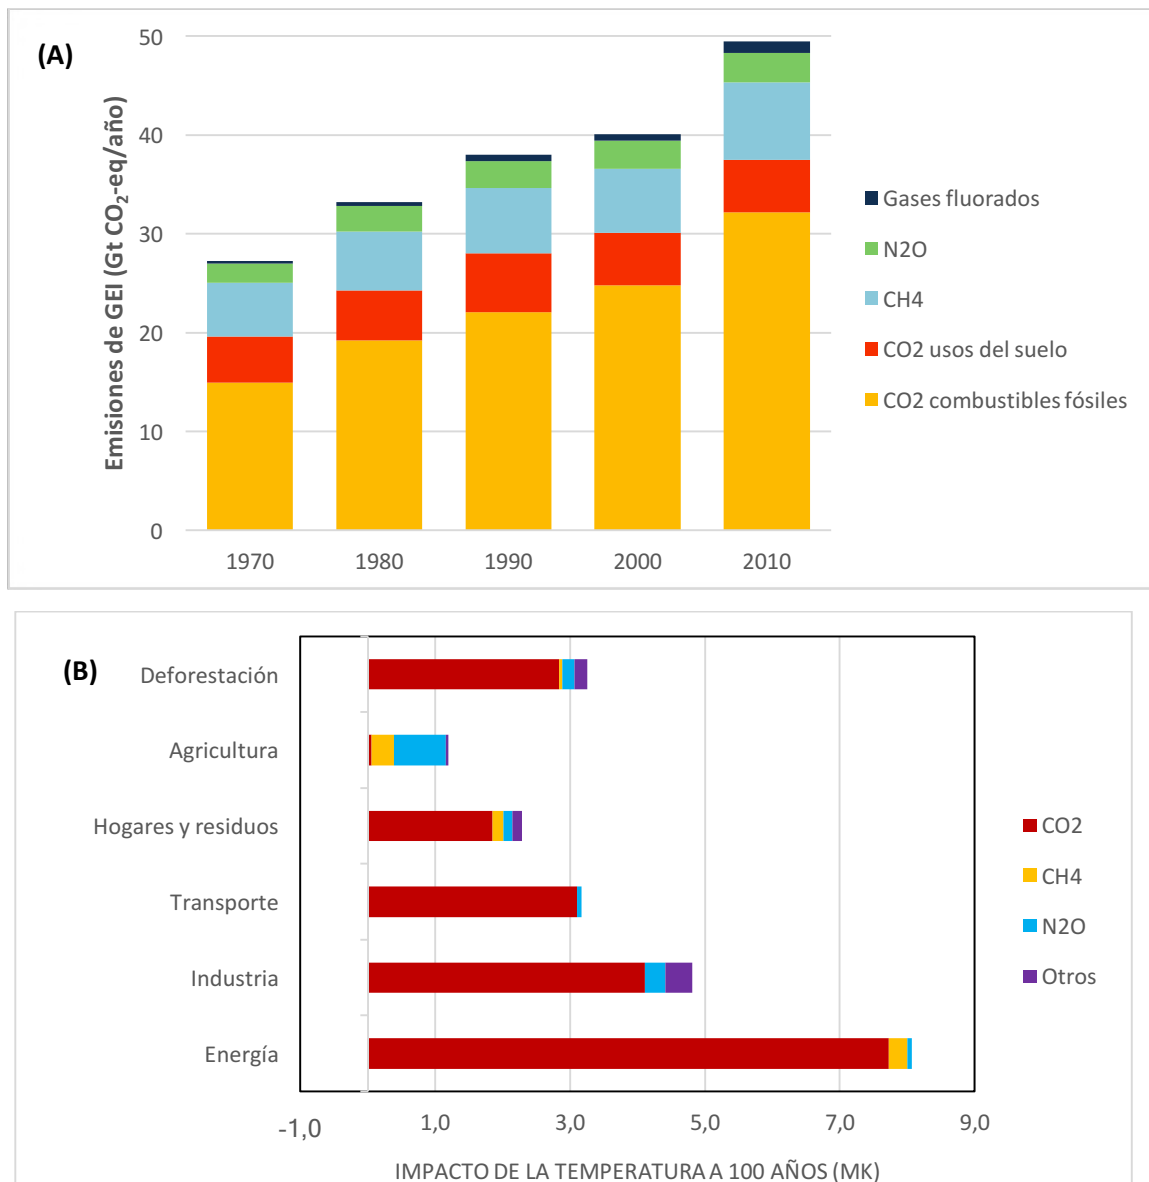 (A)
Emisiones de GEI (Gt CO₂-eq/año)
50
40
30
20
10
0
1970 1980 1990 2000 2010
Gases fluorados
N2O
CH4
CO2 usos del suelo
CO2 combustibles fósiles
(B)
Deforestación
Agricultura
Hogares y residuos
Transporte
Industria
Energía
-1,0 1,0 3,0 5,0 7,0 9,0
IMPACTO DE LA TEMPERATURA A 100 AÑOS (MK)
CO2
CH4
N2O
Otros